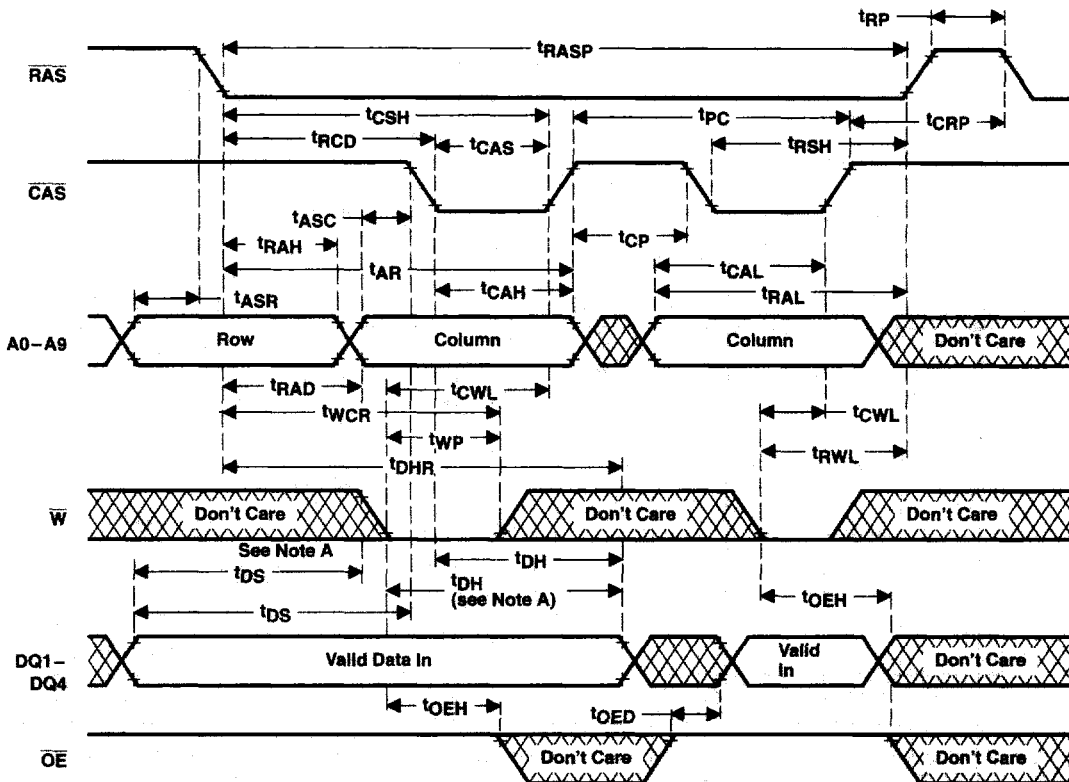 tRP
tRASP
RAS
tCSH
tPC
tCRP
tRCD
tCAS
tRSH
CAS
tASC
tRAH
tCP
tAR
tCAL
tCAH
tRAL
tASR
A0–A9
Row
Column
Column
Don't Care
tRAD
tCWL
tWCR
tCWL
tWP
tRWL
tDHR
W
Don't Care
Don't Care
Don't Care
See Note A
tDH
tDS
tDH
(see Note A)
tDS
tOEH
DQ1–
DQ4
Valid Data In
Valid
In
Don't Care
tOEH
tOED
OE
Don't Care
Don't Care